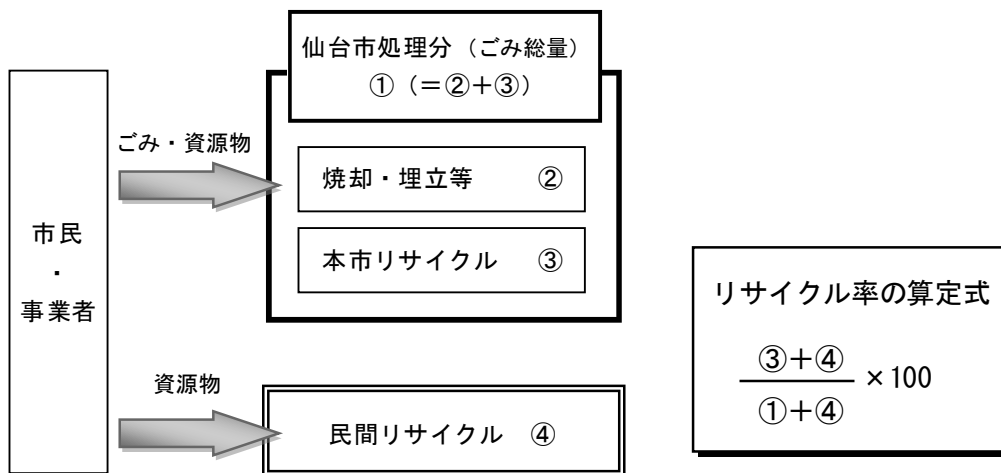 仙台市処理分（ごみ総量）
①（＝②＋③）
ごみ・資源物
焼却・埋立等　②
本市リサイクル　③
市民
・
事業者
リサイクル率の算定式
③＋④
①＋④
×100
資源物
民間リサイクル　④